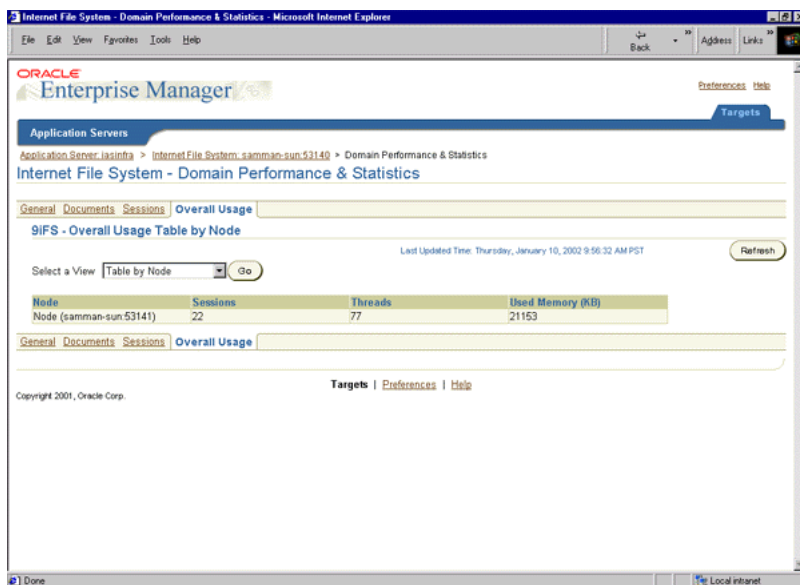 Internet File System - Domain Performance & Statistics - Microsoft Internet Explorer
File Edit View Favorites Tools Help
Back
»
Address
Links
»
ORACLE
Enterprise Manager
Preferences Help
Targets
Application Servers
Application Server: iasinfra > Internet File System: samman-sun:53140 > Domain Performance & Statistics
Internet File System - Domain Performance & Statistics
General Documents Sessions Overall Usage
9iFS - Overall Usage Table by Node
Last Updated Time: Thursday, January 10, 2002 9:56:32 AM PST
Refresh
Select a View Table by Node Go
Node Sessions Threads Used Memory (KB)
Node (samman-sun:53141) 22 77 21153
General Documents Sessions Overall Usage
Targets | Preferences | Help
Copyright 2001, Oracle Corp.
Done
Local intranet